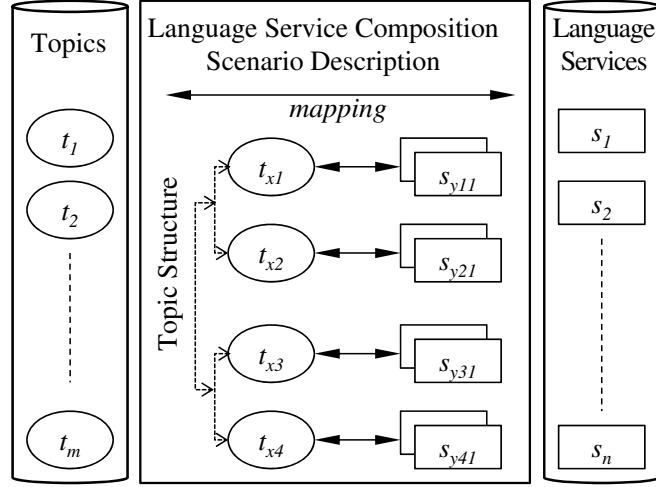 Topics
t1
t2
tm
Language Service Composition
Scenario Description
mapping
Topic Structure
tx1
sy11
tx2
sy21
tx3
sy31
tx4
sy41
Language
Services
s1
s2
sn